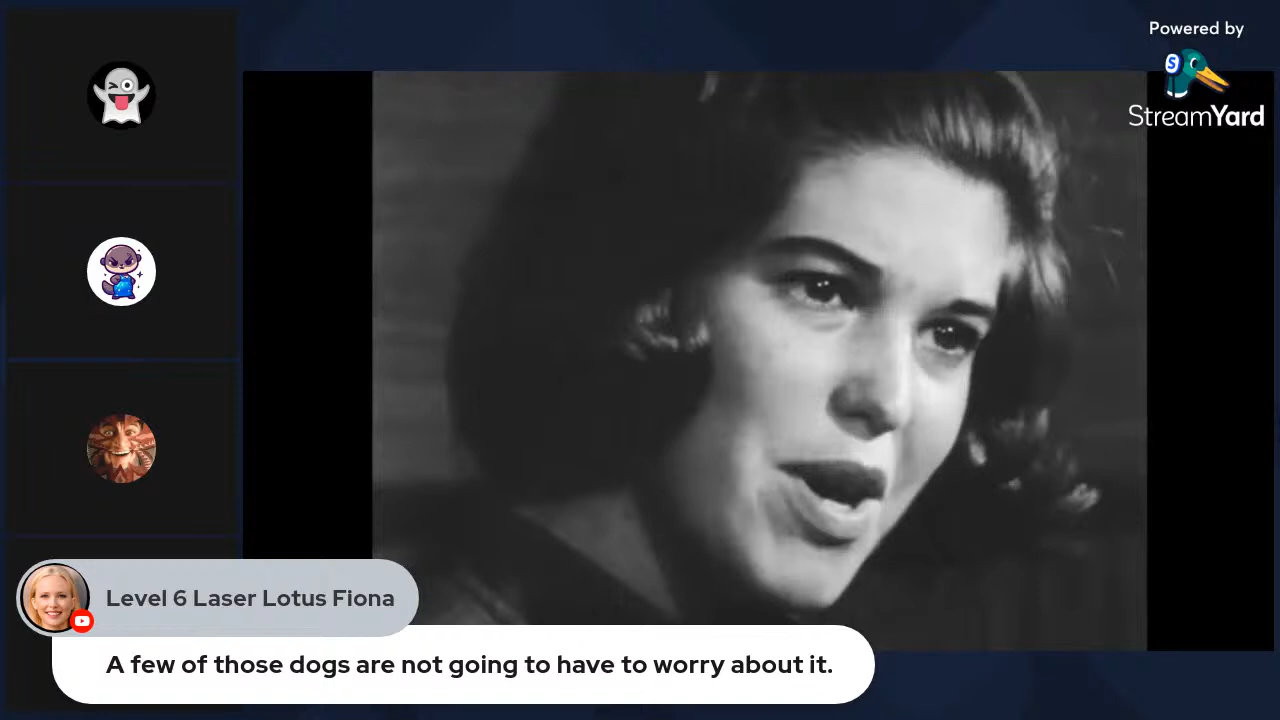 Powered by
StreamYard
Level 6 Laser Lotus Fiona
A few of those dogs are not going to have to worry about it.